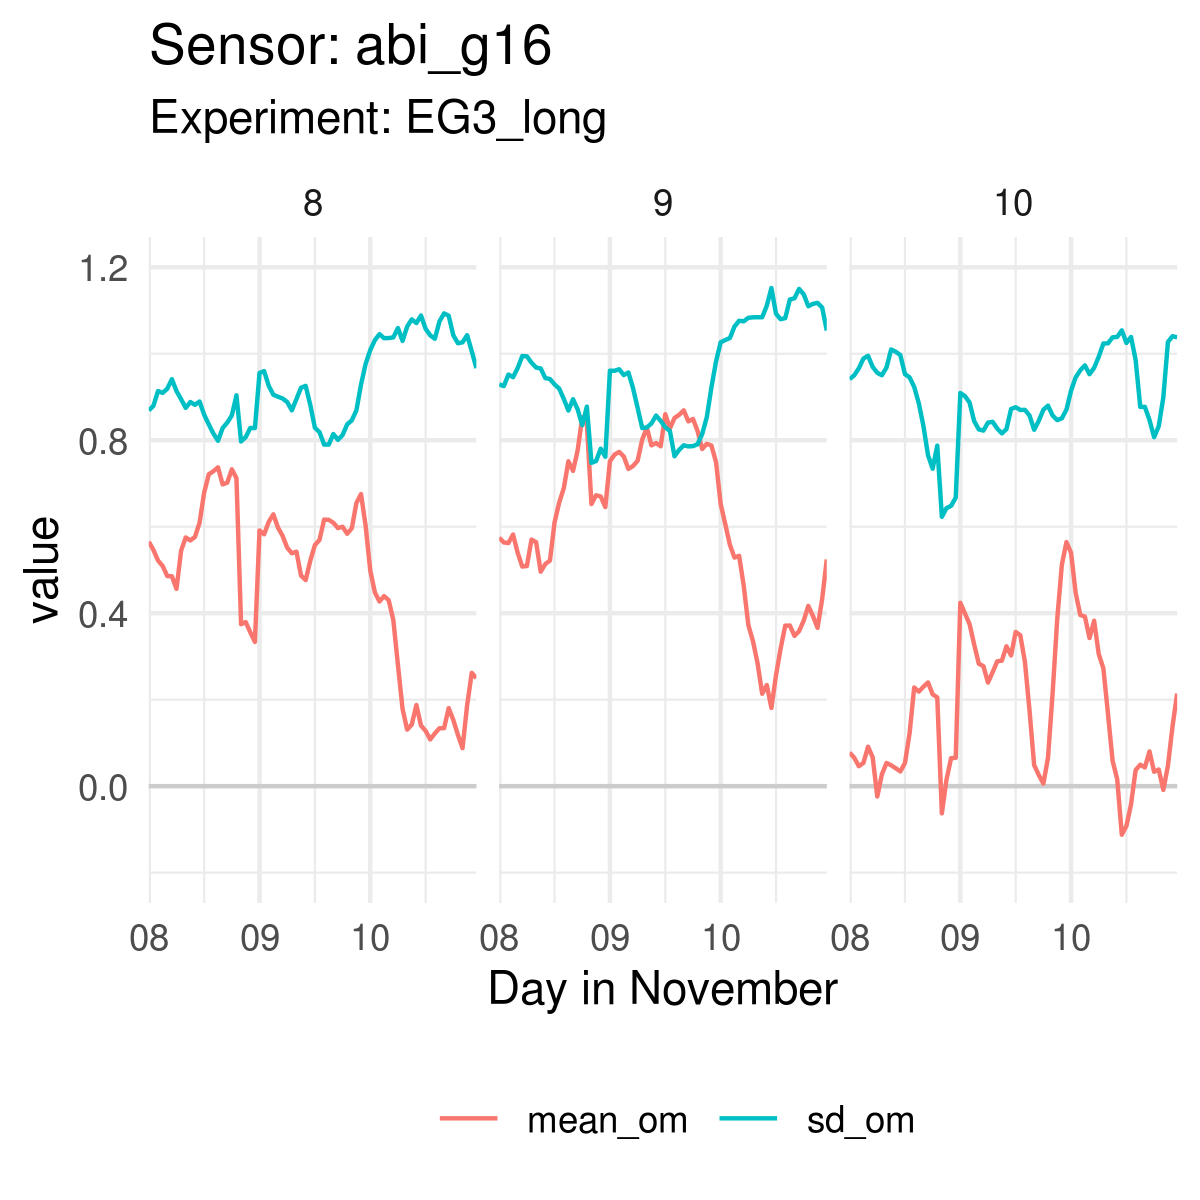 Sensor: abi_g16
Experiment: EG3_long
8 9 10
1.2
0.8
0.4
0.0
value
08 09 10 08 09 10 08 09 10
Day in November
mean_om sd_om